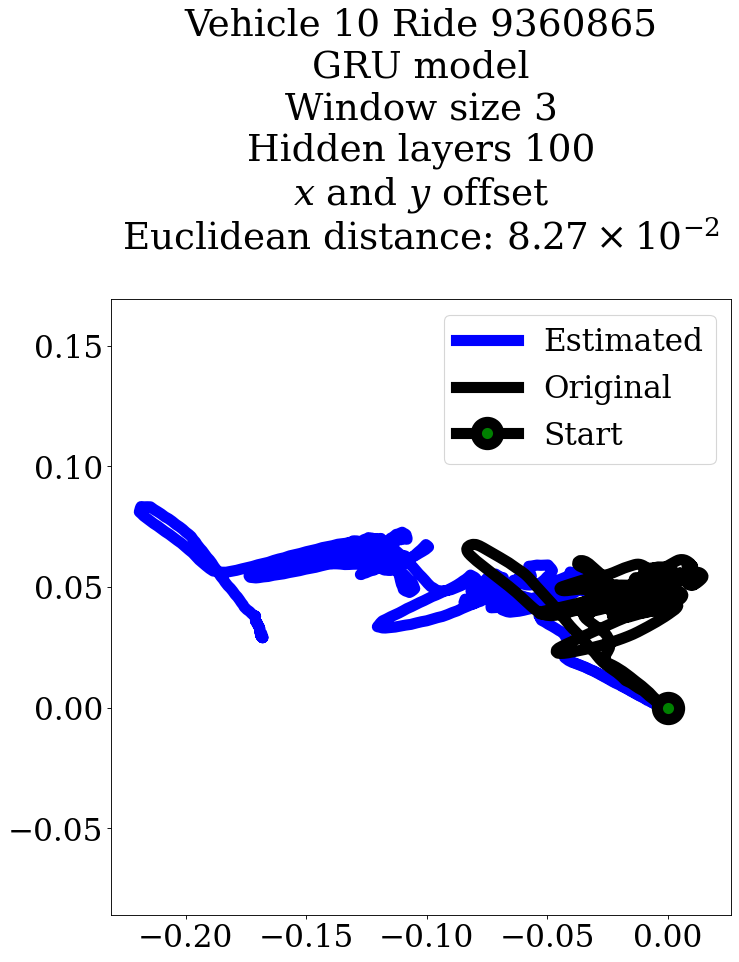 Vehicle 10 Ride 9360865
GRU model
Window size 3
Hidden layers 100
x and y offset
Euclidean distance: 8.27 × 10⁻²
Estimated
Original
Start
0.15
0.10
0.05
0.00
−0.05
−0.20 −0.15 −0.10 −0.05 0.00